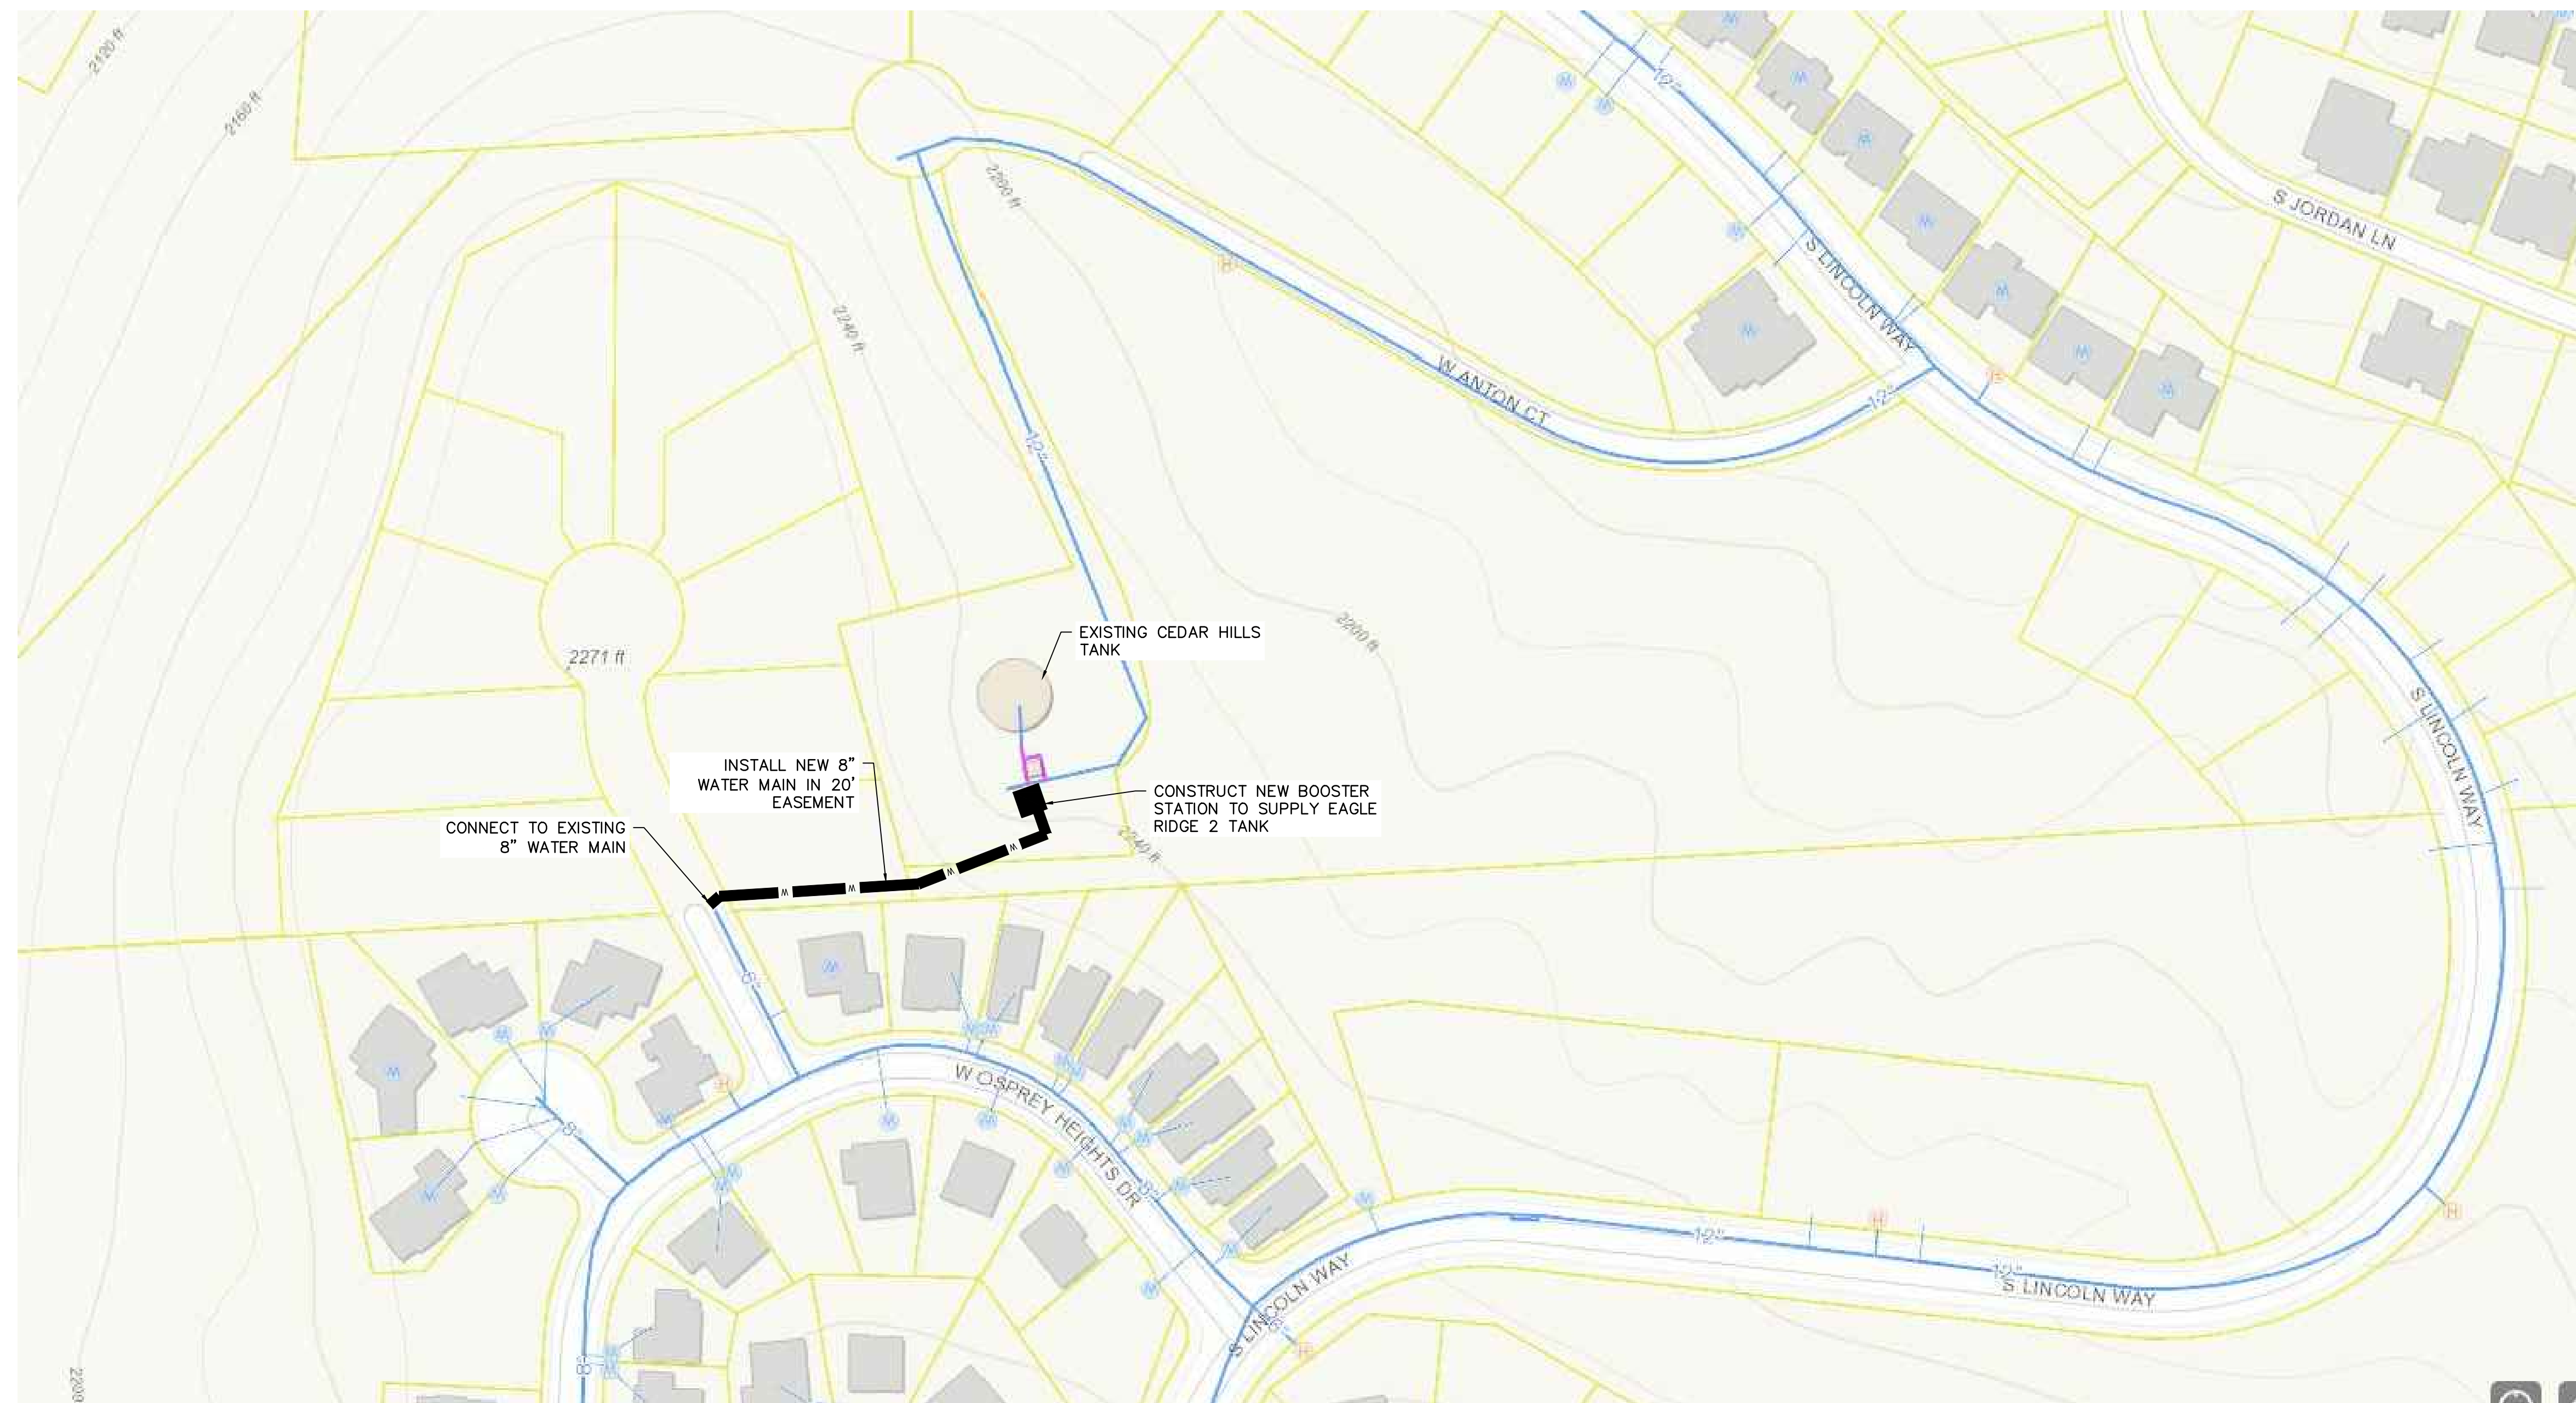 2120 ft
2160 ft
12"
S JORDAN LN
2200 ft
S LINCOLN WAY
2240 ft
W ANTON CT
12"
12"
EXISTING CEDAR HILLS
TANK
2200 ft
2271 ft
S LINCOLN WAY
INSTALL NEW 8"
WATER MAIN IN 20'
EASEMENT
CONSTRUCT NEW BOOSTER
STATION TO SUPPLY EAGLE
RIDGE 2 TANK
CONNECT TO EXISTING
8" WATER MAIN
2240 ft
W
W
W
W
8"
W OSPREY HEIGHTS DR
8"
8"
12"
12"
S LINCOLN WAY
S LINCOLN WAY
8"
2200